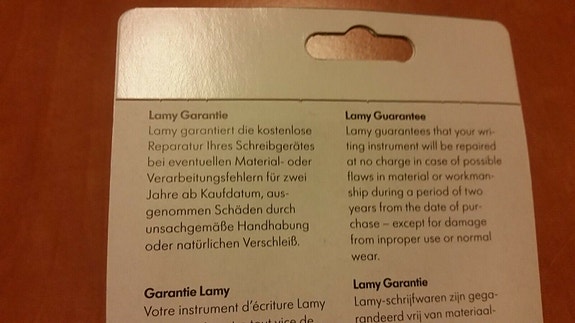 Lamy Garantie
Lamy garantiert die kostenlose
Reparatur Ihres Schreibgerätes
bei eventuellen Material- oder
Verarbeitungsfehlern für zwei
Jahre ab Kaufdatum, aus-
genommen Schäden durch
unsachgemäße Handhabung
oder natürlichen Verschleiß.
Lamy Guarantee
Lamy guarantees that your wri-
ting instrument will be repaired
at no charge in case of possible
flaws in material or workman-
ship during a period of two
years from the date of pur-
chase – except for damage
from inproper use or normal
wear.
Garantie Lamy
Votre instrument d'écriture Lamy
tout vice de
Lamy Garantie
Lamy-schrijfwaren zijn gega-
randeerd vrij van materiaal-